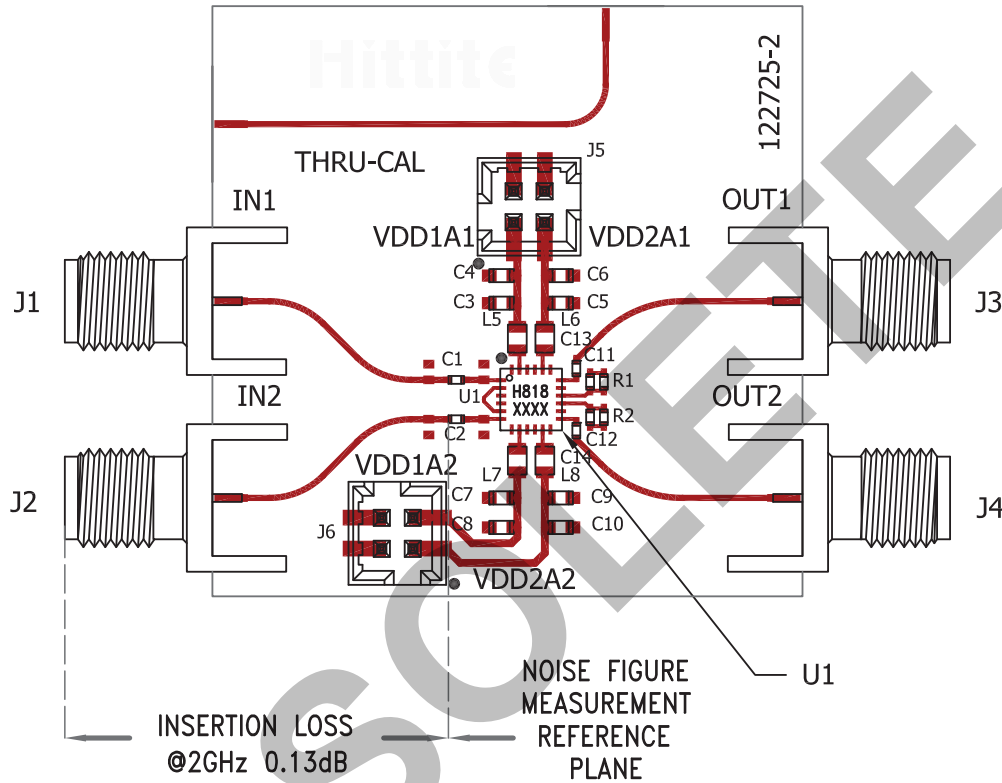 Hittite
122725-2
THRU-CAL
J5
IN1
OUT1
VDD1A1
VDD2A1
C4
C6
J1
J3
C3
C5
L5
L6
C13
C1
C11
U1
H818
XXXX
R1
IN2
OUT2
R2
C2
C12
C14
VDD1A2
L7
L8
J2
J4
C7
C9
J6
C8
C10
VDD2A2
U1
NOISE FIGURE
MEASUREMENT
REFERENCE
PLANE
INSERTION LOSS
@2GHz 0.13dB
SOLETE